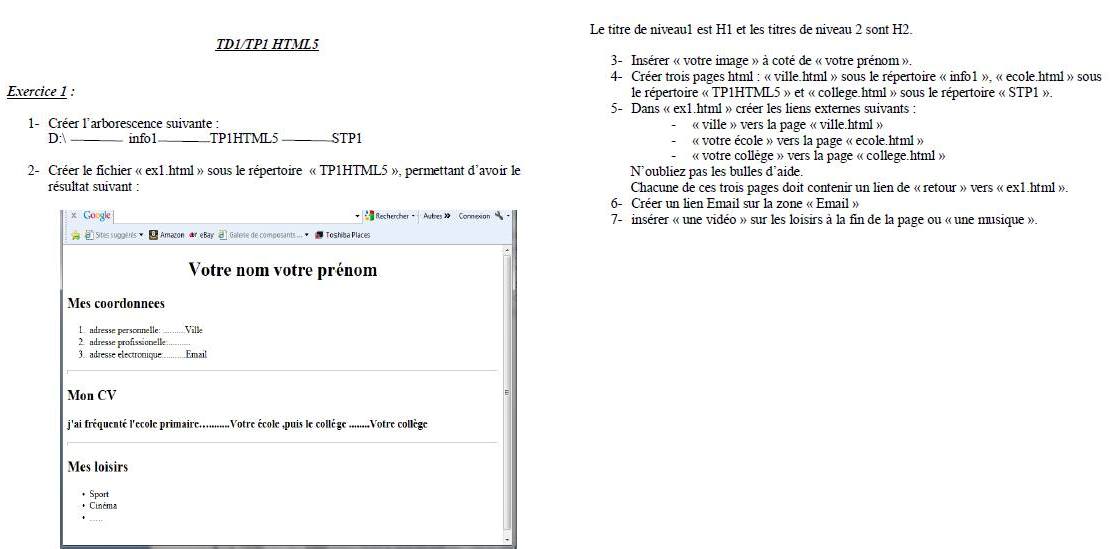 TD1/TP1 HTML5
Exercice 1 :
1- Créer l'arborescence suivante :
D:\ info1 TP1HTML5 STP1
2- Créer le fichier « ex1.html » sous le répertoire « TP1HTML5 », permettant d'avoir le
résultat suivant :
x Google Rechercher Autres » Connexion
Sites suggérés Amazon eBay Galerie de composants... Toshiba Places
Votre nom votre prénom
Mes coordonnees
1. adresse personnelle: ..........Ville
2. adresse profissionelle:..........
3. adresse electronique:..........Email
Mon CV
j'ai fréquenté l'ecole primaire...........Votre école ,puis le collége ........Votre collège
Mes loisirs
• Sport
• Cinéma
• ......
Le titre de niveau1 est H1 et les titres de niveau 2 sont H2.
3- Insérer « votre image » à coté de « votre prénom ».
4- Créer trois pages html : « ville.html » sous le répertoire « info1 », « ecole.html » sous
le répertoire « TP1HTML5 » et « college.html » sous le répertoire « STP1 ».
5- Dans « ex1.html » créer les liens externes suivants :
- « ville » vers la page « ville.html »
- « votre école » vers la page « ecole.html »
- « votre collège » vers la page « college.html »
N'oubliez pas les bulles d'aide.
Chacune de ces trois pages doit contenir un lien de « retour » vers « ex1.html ».
6- Créer un lien Email sur la zone « Email »
7- insérer « une vidéo » sur les loisirs à la fin de la page ou « une musique ».